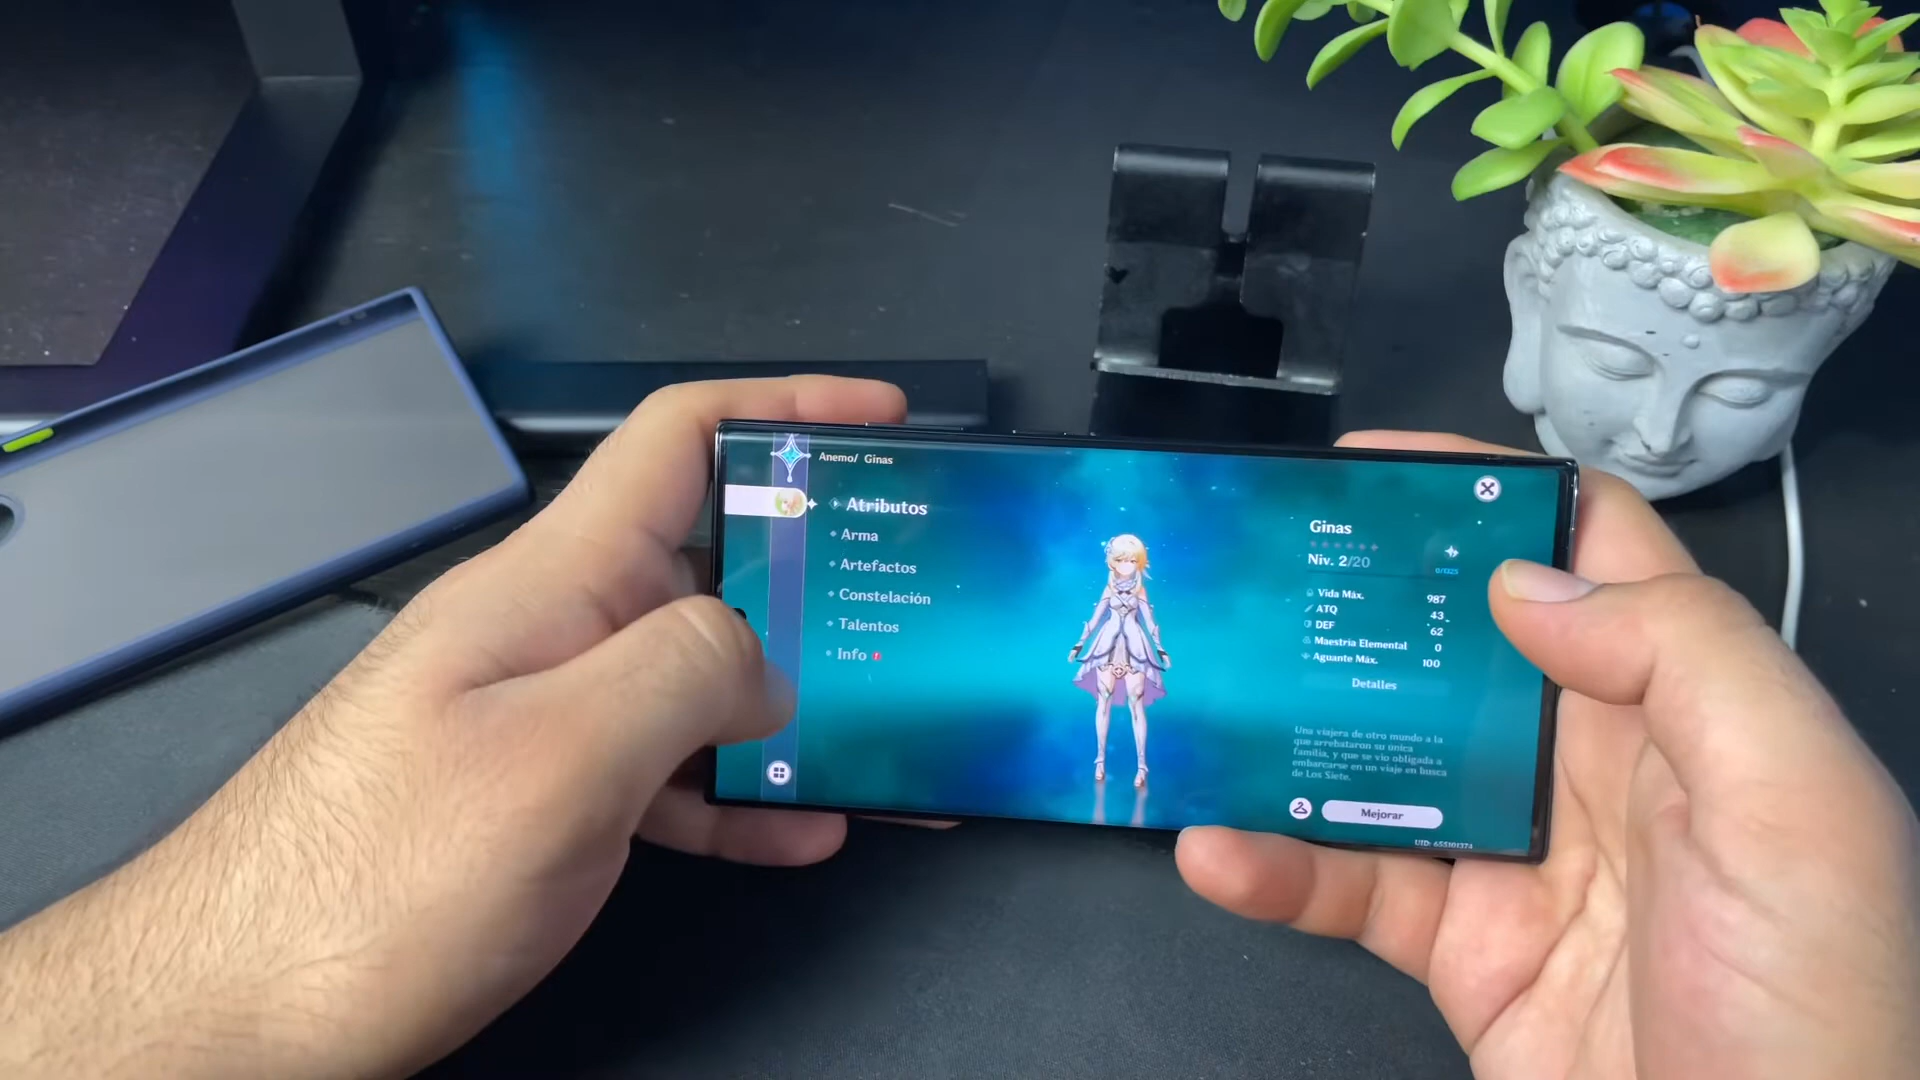 Anemo/ Ginas
Atributos
Arma
Artefactos
Constelación
Talentos
Info
Ginas
Niv. 2/20
Vida Máx. 987
ATQ 43
DEF 62
Maestría Elemental 0
Aguante Máx. 100
Detalles
Una viajera de otro mundo a la
que arrebataron su única
familia, y que se vio obligada a
embarcarse en un viaje en busca
de Los Siete.
Mejorar
UID: 655101374